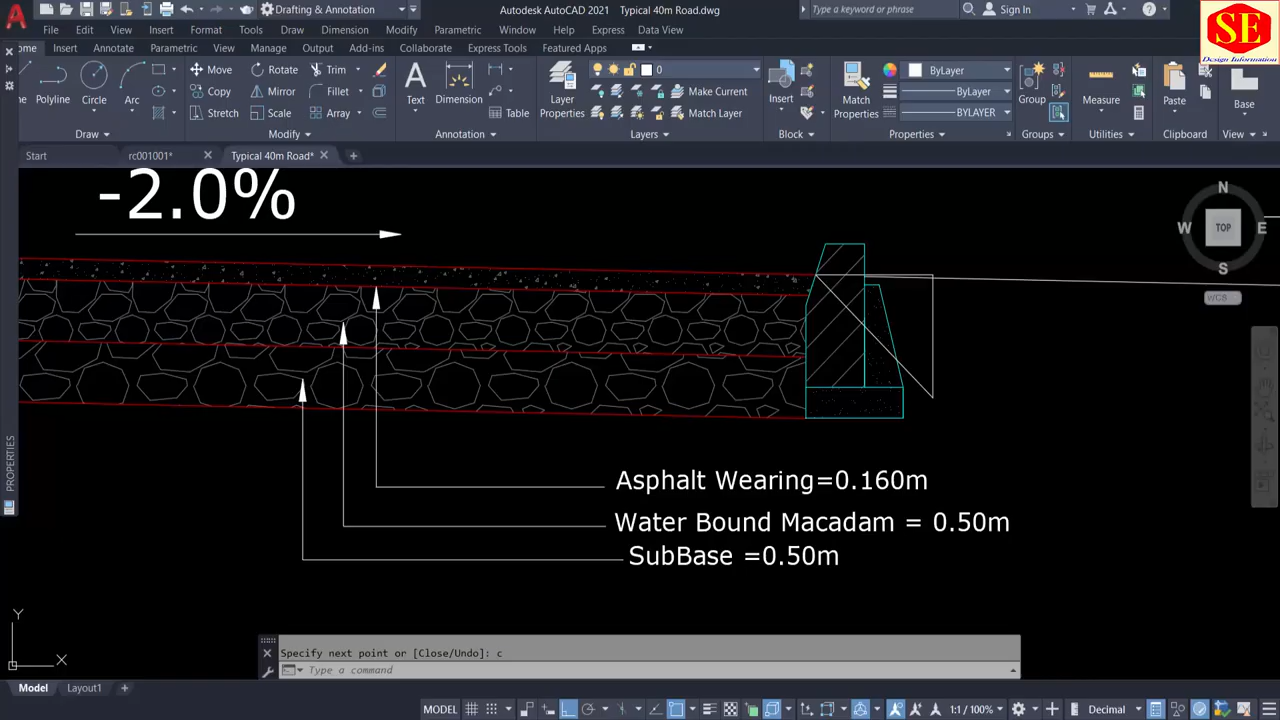 Drafting & Annotation
Autodesk AutoCAD 2021 Typical 40m Road.dwg
Type a keyword or phrase
Sign In
SE
Design Information
File Edit View Insert Format Tools Draw Dimension Modify Parametric Window Help Express Data View
ome Insert Annotate Parametric View Manage Output Add-ins Collaborate Express Tools Featured Apps
Polyline
Circle
Arc
Move
Copy
Stretch
Rotate
Mirror
Scale
Trim
Fillet
Array
Text
Dimension
Table
Layer
Properties
0
Make Current
Match Layer
Insert
Match
Properties
ByLayer
ByLayer
BYLAYER
Group
Measure
Paste
Base
Draw Modify Annotation Layers Block Properties Groups Utilities Clipboard View
Start rc001001* Typical 40m Road*
-2.0%
N
W TOP E
S
WCS
PROPERTIES
Asphalt Wearing=0.160m
Water Bound Macadam = 0.50m
SubBase =0.50m
Y
X
Specify next point or [Close/Undo]: c
Type a command
Model Layout1
MODEL
1:1/100%
Decimal